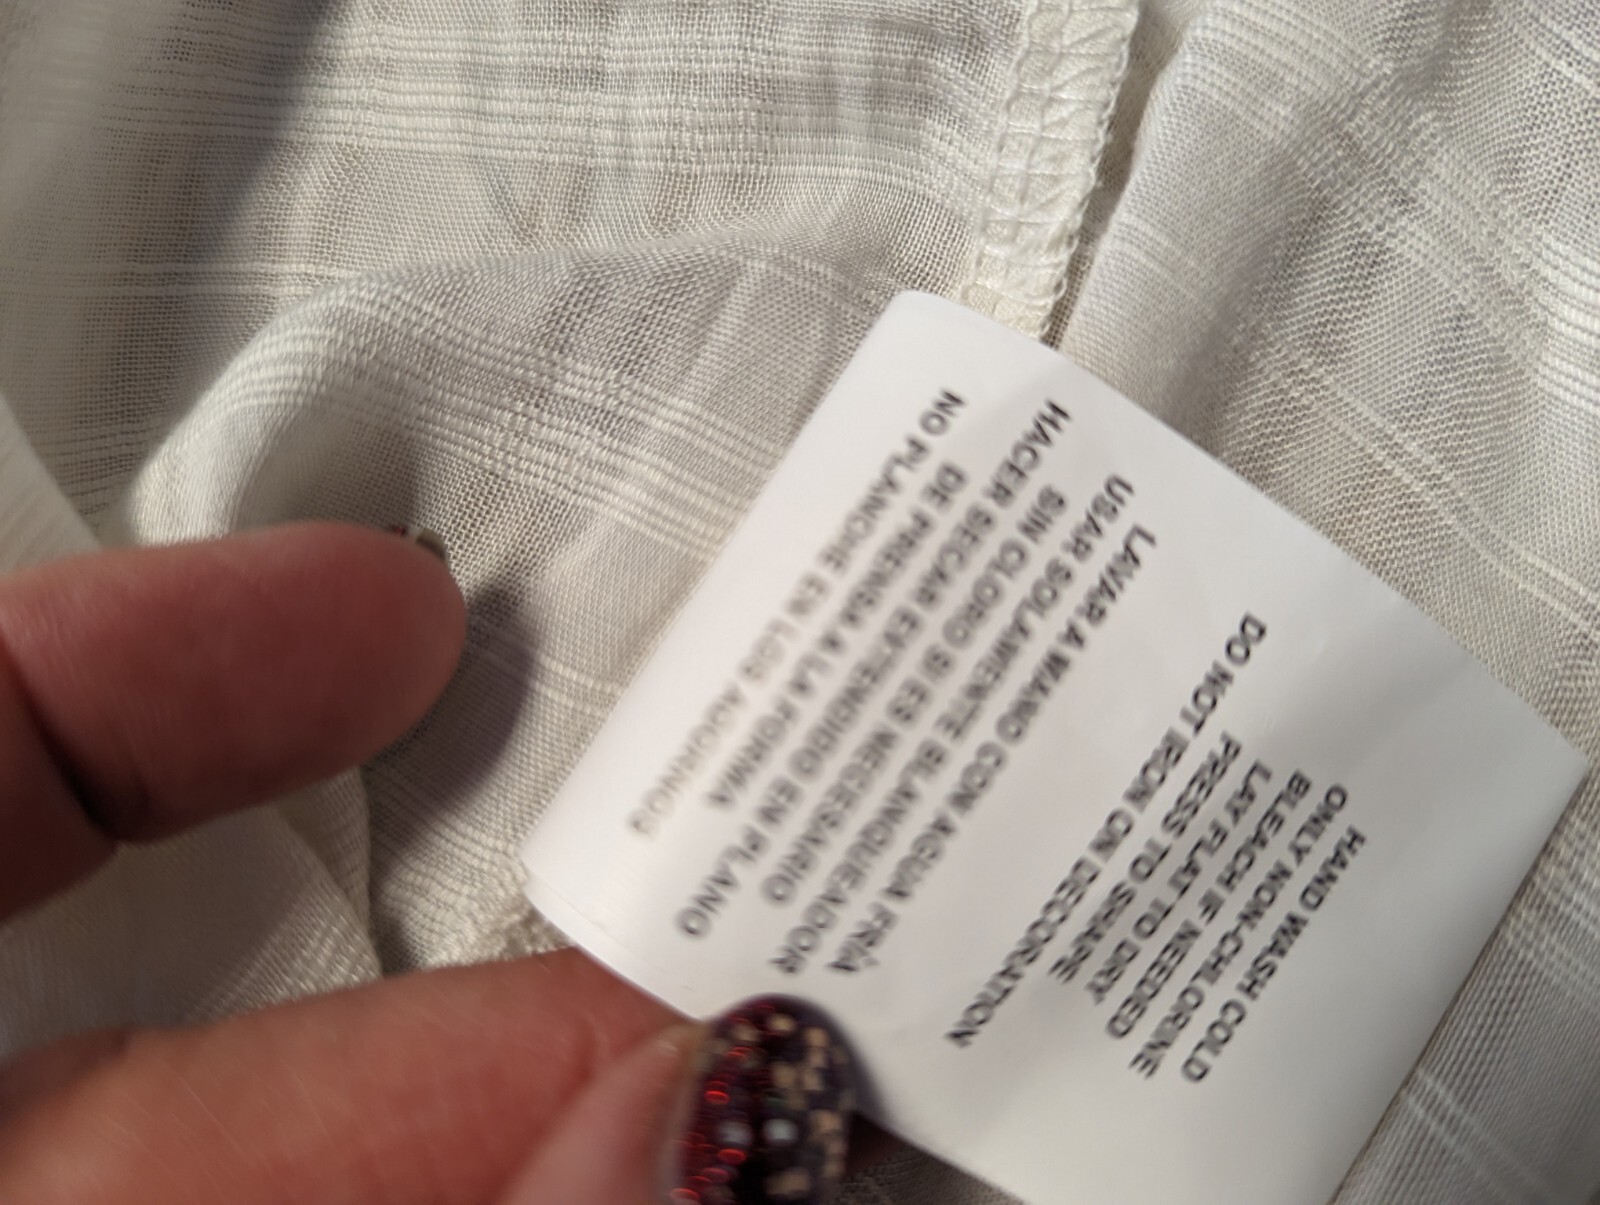 HAND WASH COLD
ONLY NON-CHLORINE
BLEACH IF NEEDED
LAY FLAT TO DRY
PRESS TO SHAPE
DO NOT IRON ON DECORATION
LAVAR A MANO CON AGUA FRÍA
USAR SOLAMENTE BLANQUEADOR
SIN CLORO SI ES NECESARIO
HACER SECAR EXTENDIDO EN PLANO
DE PRENSA A LA FORMA
NO PLANCHE EN LOS ADORNOS